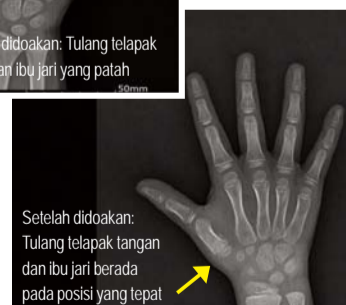 didoakan: Tulang telapak
an ibu jari yang patah
50mm
Setelah didoakan:
Tulang telapak tangan
dan ibu jari berada
pada posisi yang tepat